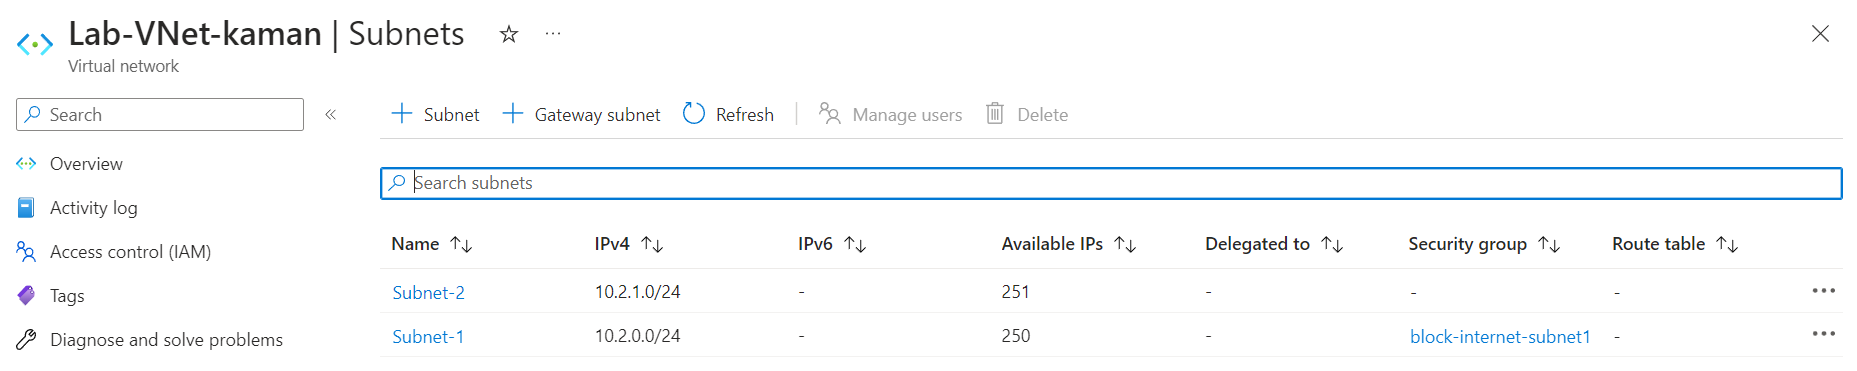 Lab-VNet-kaman | Subnets ☆ ...
Virtual network
Search «
+ Subnet + Gateway subnet Refresh Manage users Delete
Search subnets
Overview
Activity log
Access control (IAM)
Tags
Diagnose and solve problems
Name ↑↓ IPv4 ↑↓ IPv6 ↑↓ Available IPs ↑↓ Delegated to ↑↓ Security group ↑↓ Route table ↑↓
Subnet-2 10.2.1.0/24 - 251 - - - •••
Subnet-1 10.2.0.0/24 - 250 - block-internet-subnet1 - •••